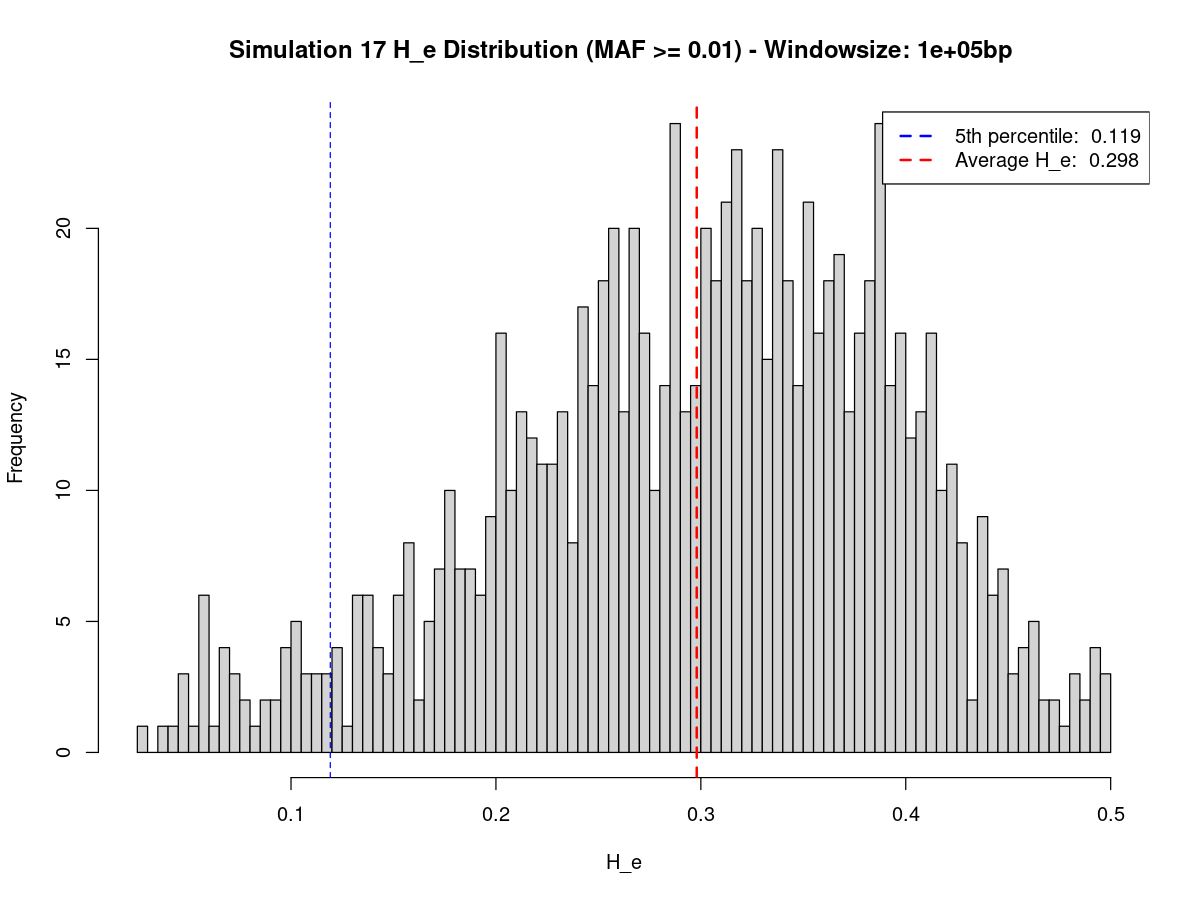 Simulation 17 H_e Distribution (MAF >= 0.01) - Windowsize: 1e+05bp
5th percentile:  0.119
Average H_e:  0.298
Frequency
20
15
10
5
0
0.1 0.2 0.3 0.4 0.5
H_e